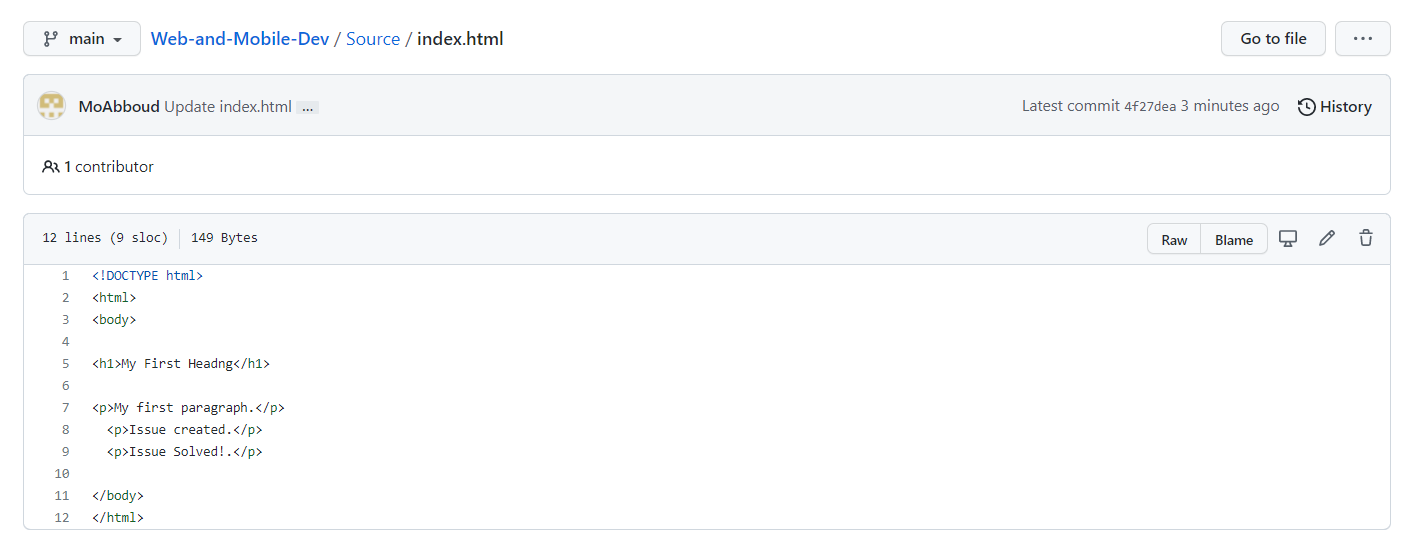 main Web-and-Mobile-Dev / Source / index.html Go to file ...
MoAbboud Update index.html ... Latest commit 4f27dea 3 minutes ago History
1 contributor
12 lines (9 sloc) 149 Bytes Raw Blame
1 <!DOCTYPE html>
2 <html>
3 <body>
4
5 <h1>My First Headng</h1>
6
7 <p>My first paragraph.</p>
8 <p>Issue created.</p>
9 <p>Issue Solved!.</p>
10
11 </body>
12 </html>